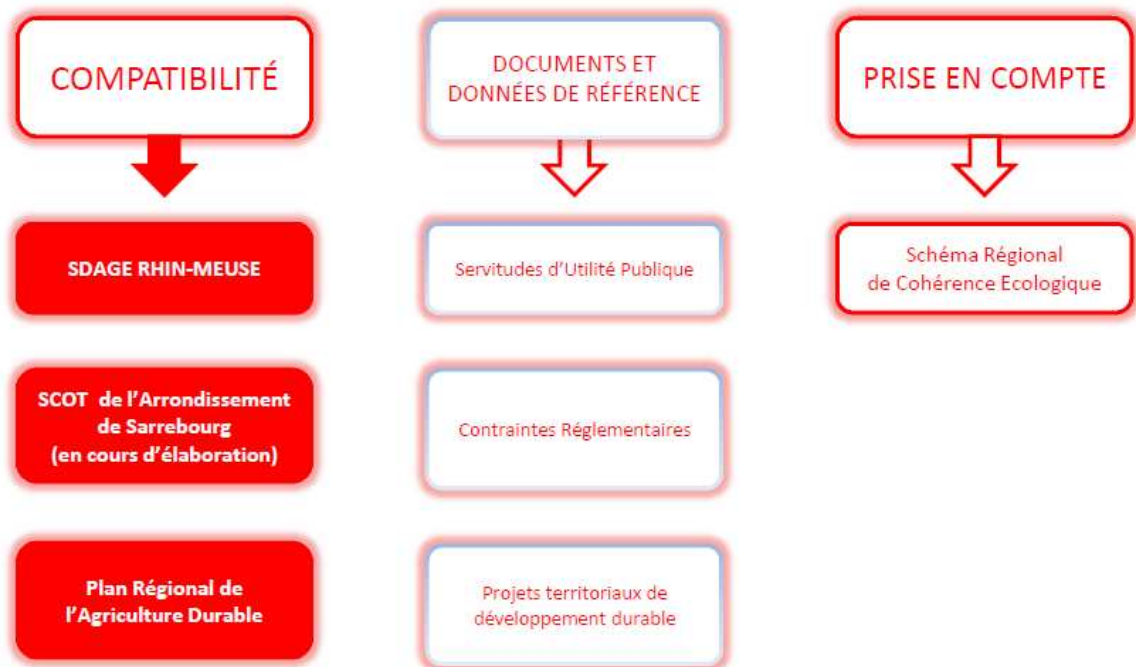 COMPATIBILITÉ
SDAGE RHIN-MEUSE
SCOT de l'Arrondissement
de Sarrebourg
(en cours d'élaboration)
Plan Régional de
l'Agriculture Durable
DOCUMENTS ET
DONNÉES DE RÉFÉRENCE
Servitudes d'Utilité Publique
Contraintes Réglementaires
Projets territoriaux de
développement durable
PRISE EN COMPTE
Schéma Régional
de Cohérence Ecologique